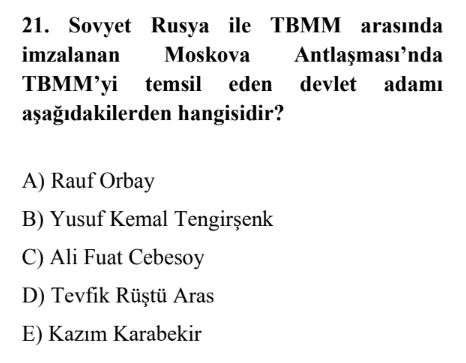 21. Sovyet Rusya ile TBMM arasında
imzalanan Moskova Antlaşması’nda
TBMM’yi temsil eden devlet adamı
aşağıdakilerden hangisidir?
A) Rauf Orbay
B) Yusuf Kemal Tengirşenk
C) Ali Fuat Cebesoy
D) Tevfik Rüştü Aras
E) Kazım Karabekir